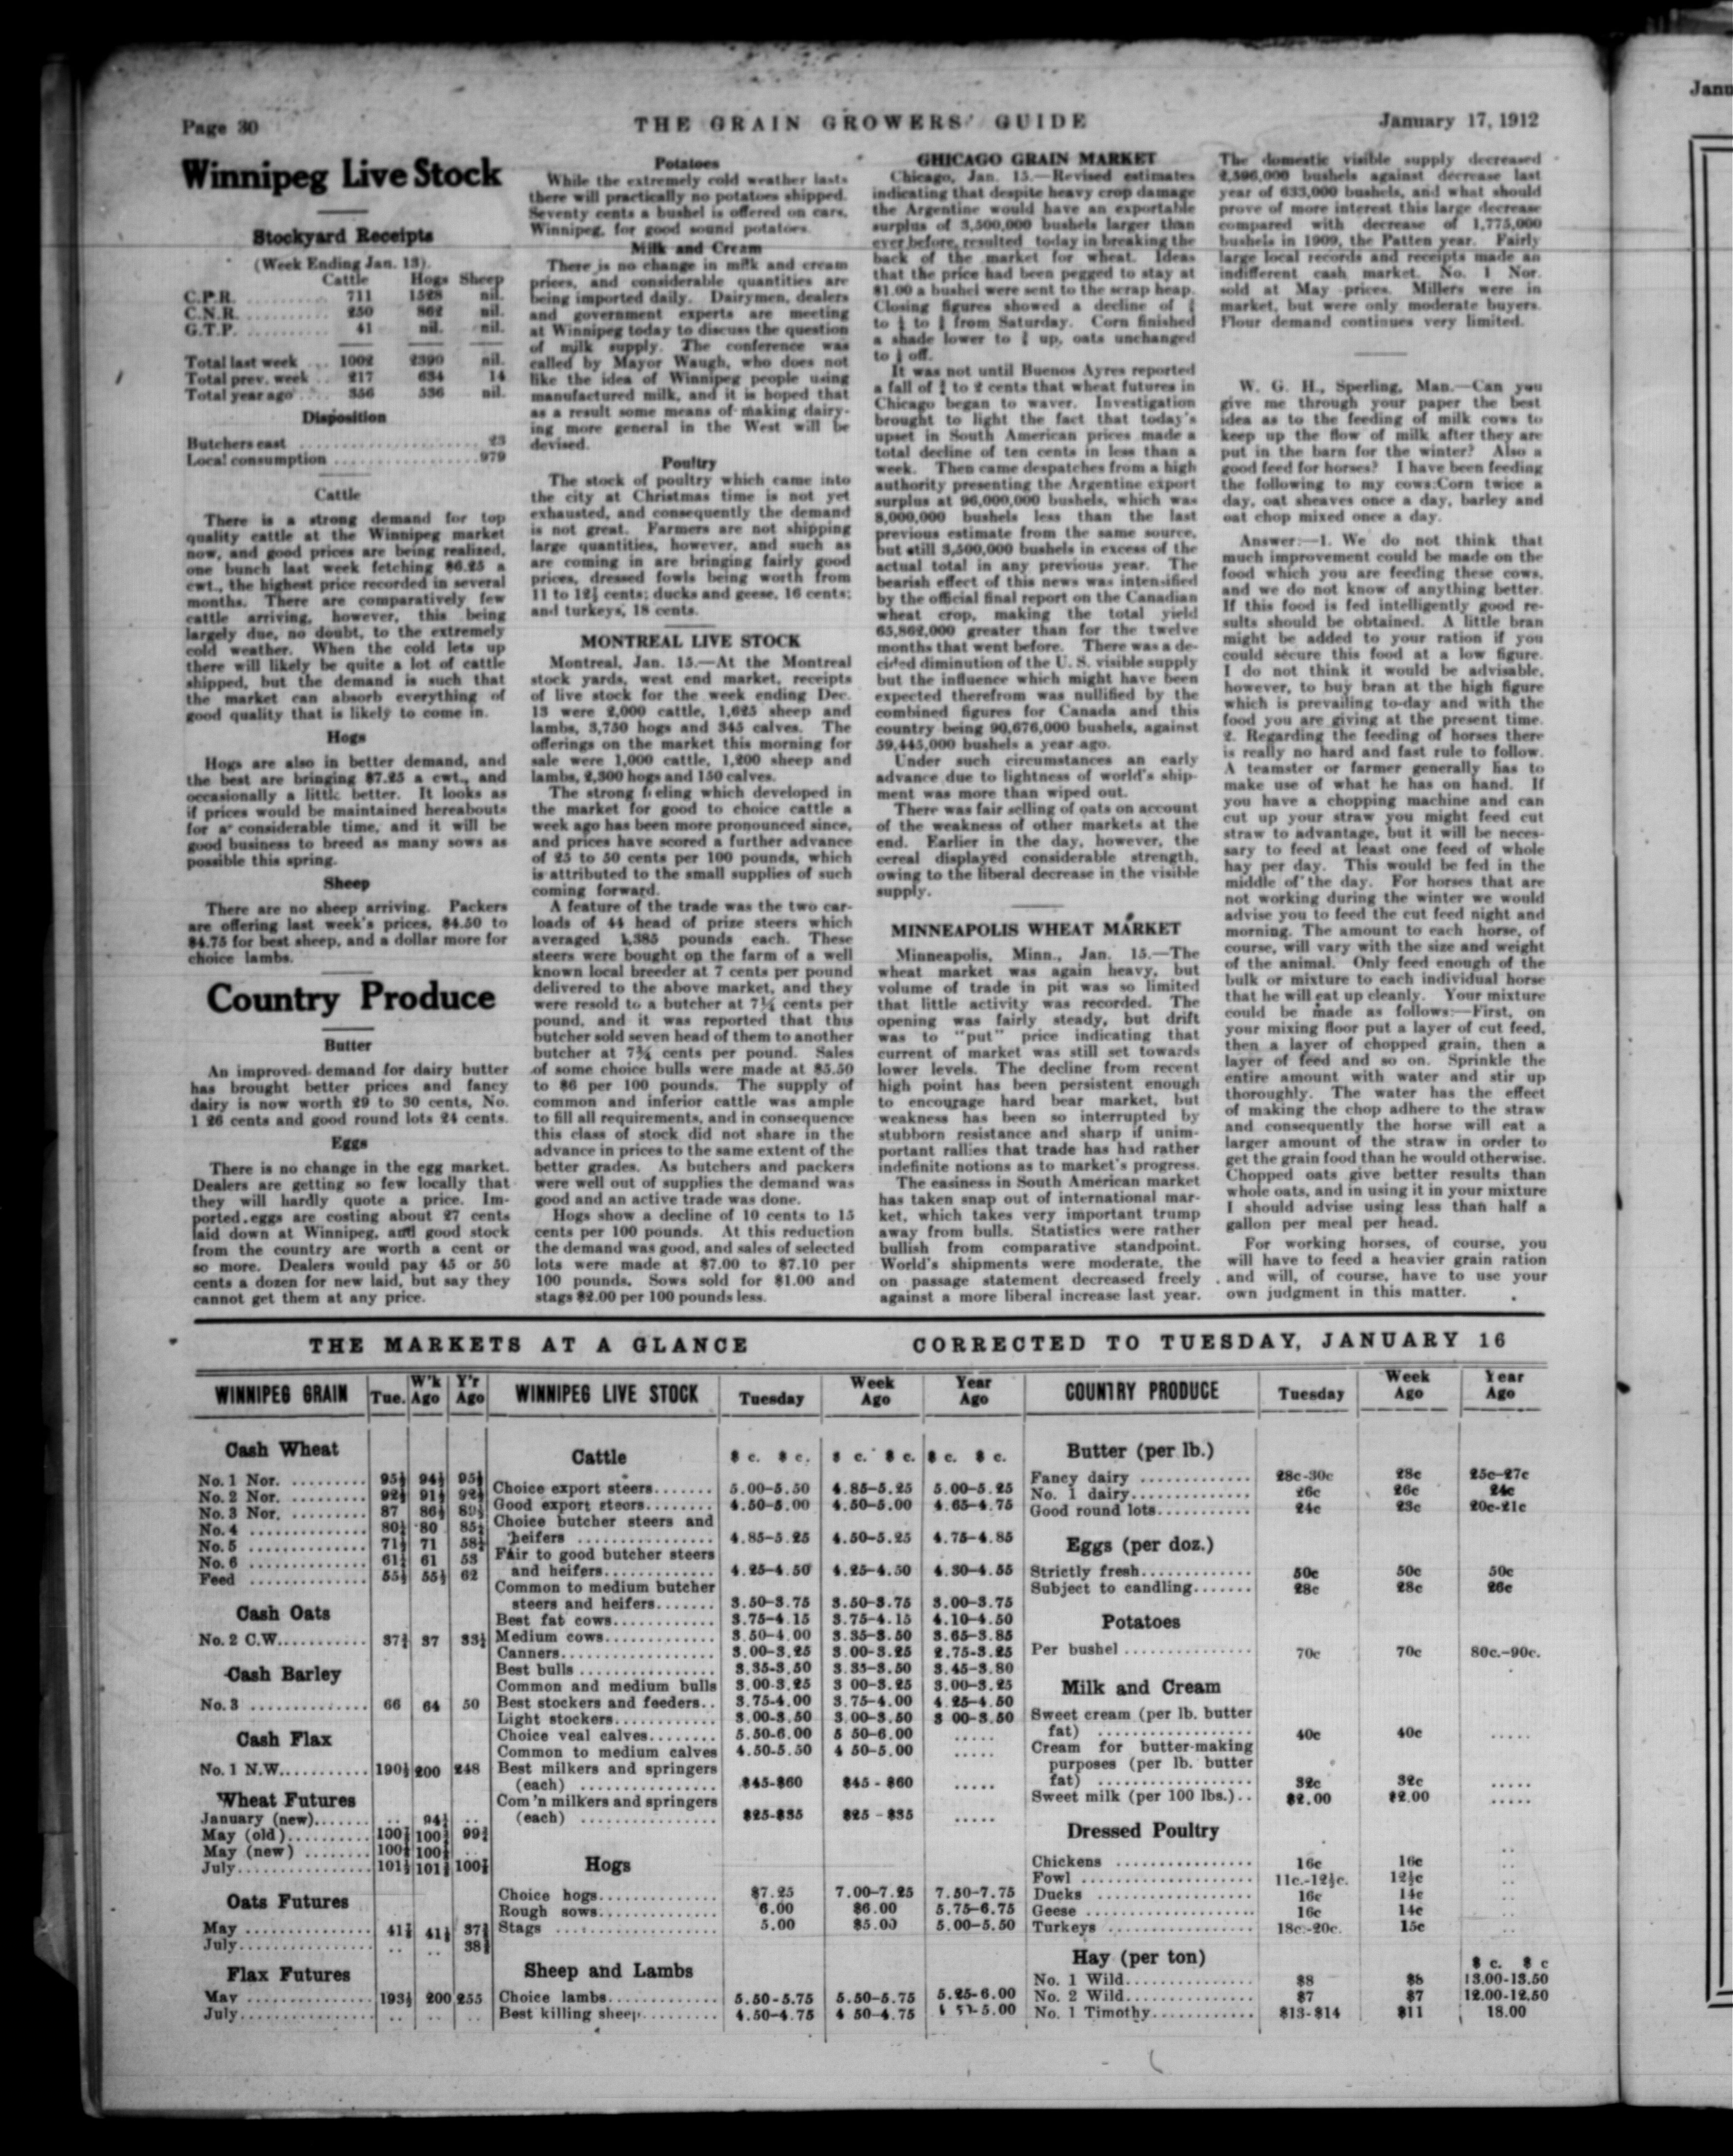 Page 30
THE GRAIN GROWERS' GUIDE
January 17, 1912
Winnipeg Live Stock
Stockyard Receipts
(Week Ending Jan. 13).
Cattle Hogs Sheep
C.P.R. .......... 711 1528 nil.
C.N.R. .......... 250 862 nil.
G.T.P. .......... 41 nil. nil.
Total last week ... 1002 2390 nil.
Total prev. week .. 217 634 14
Total year ago .... 356 536 nil.
Disposition
Butchers east .................... 23
Local consumption ................ 979
Cattle
There is a strong demand for top
quality cattle at the Winnipeg market
now, and good prices are being realized,
one bunch last week fetching $6.25 a
cwt., the highest price recorded in several
months. There are comparatively few
cattle arriving, however, this being
largely due, no doubt, to the extremely
cold weather. When the cold lets up
there will likely be quite a lot of cattle
shipped, but the demand is such that
the market can absorb everything of
good quality that is likely to come in.
Hogs
Hogs are also in better demand, and
the best are bringing $7.25 a cwt., and
occasionally a little better. It looks as
if prices would be maintained hereabouts
for a considerable time, and it will be
good business to breed as many sows as
possible this spring.
Sheep
There are no sheep arriving. Packers
are offering last week's prices, $4.50 to
$4.75 for best sheep, and a dollar more for
choice lambs.
Country Produce
Butter
An improved demand for dairy butter
has brought better prices and fancy
dairy is now worth 29 to 30 cents, No.
1 26 cents and good round lots 24 cents.
Eggs
There is no change in the egg market.
Dealers are getting so few locally that
they will hardly quote a price. Im-
ported eggs are costing about 27 cents
laid down at Winnipeg, and good stock
from the country are worth a cent or
so more. Dealers would pay 45 or 50
cents a dozen for new laid, but say they
cannot get them at any price.
Potatoes
While the extremely cold weather lasts
there will practically no potatoes shipped.
Seventy cents a bushel is offered on cars,
Winnipeg, for good sound potatoes.
Milk and Cream
There is no change in milk and cream
prices, and considerable quantities are
being imported daily. Dairymen, dealers
and government experts are meeting
at Winnipeg today to discuss the question
of milk supply. The conference was
called by Mayor Waugh, who does not
like the idea of Winnipeg people using
manufactured milk, and it is hoped that
as a result some means of making dairy-
ing more general in the West will be
devised.
Poultry
The stock of poultry which came into
the city at Christmas time is not yet
exhausted, and consequently the demand
is not great. Farmers are not shipping
large quantities, however, and such as
are coming in are bringing fairly good
prices, dressed fowls being worth from
11 to 12½ cents; ducks and geese, 16 cents;
and turkeys, 18 cents.
MONTREAL LIVE STOCK
Montreal, Jan. 15.—At the Montreal
stock yards, west end market, receipts
of live stock for the week ending Dec.
13 were 2,000 cattle, 1,625 sheep and
lambs, 3,750 hogs and 345 calves. The
offerings on the market this morning for
sale were 1,000 cattle, 1,200 sheep and
lambs, 2,300 hogs and 150 calves.
The strong feeling which developed in
the market for good to choice cattle a
week ago has been more pronounced since,
and prices have scored a further advance
of 25 to 50 cents per 100 pounds, which
is attributed to the small supplies of such
coming forward.
A feature of the trade was the two car-
loads of 44 head of prize steers which
averaged 1,385 pounds each. These
steers were bought on the farm of a well
known local breeder at 7 cents per pound
delivered to the above market, and they
were resold to a butcher at 7¼ cents per
pound, and it was reported that this
butcher sold seven head of them to another
butcher at 7¾ cents per pound. Sales
of some choice bulls were made at $5.50
to $6 per 100 pounds. The supply of
common and inferior cattle was ample
to fill all requirements, and in consequence
this class of stock did not share in the
advance in prices to the same extent of the
better grades. As butchers and packers
were well out of supplies the demand was
good and an active trade was done.
Hogs show a decline of 10 cents to 15
cents per 100 pounds. At this reduction
the demand was good, and sales of selected
lots were made at $7.00 to $7.10 per
100 pounds. Sows sold for $1.00 and
stags $2.00 per 100 pounds less.
CHICAGO GRAIN MARKET
Chicago, Jan. 15.—Revised estimates
indicating that despite heavy crop damage
the Argentine would have an exportable
surplus of 3,500,000 bushels larger than
ever before, resulted today in breaking the
back of the market for wheat. Ideas
that the price had been pegged to stay at
$1.00 a bushel were sent to the scrap heap.
Closing figures showed a decline of
to to from Saturday. Corn finished
a shade lower to up, oats unchanged
to off.
It was not until Buenos Ayres reported
a fall of to 2 cents that wheat futures in
Chicago began to waver. Investigation
brought to light the fact that today's
upset in South American prices made a
total decline of ten cents in less than a
week. Then came despatches from a high
authority presenting the Argentine export
surplus at 96,000,000 bushels, which was
8,000,000 bushels less than the last
previous estimate from the same source,
but still 3,500,000 bushels in excess of the
actual total in any previous year. The
bearish effect of this news was intensified
by the official final report on the Canadian
wheat crop, making the total yield
65,862,000 greater than for the twelve
months that went before. There was a de-
cided diminution of the U. S. visible supply
but the influence which might have been
expected therefrom was nullified by the
combined figures for Canada and this
country being 90,676,000 bushels, against
59,445,000 bushels a year ago.
Under such circumstances an early
advance due to lightness of world's ship-
ment was more than wiped out.
There was fair selling of oats on account
of the weakness of other markets at the
end. Earlier in the day, however, the
cereal displayed considerable strength,
owing to the liberal decrease in the visible
supply.
MINNEAPOLIS WHEAT MARKET
Minneapolis, Minn., Jan. 15.—The
wheat market was again heavy, but
volume of trade in pit was so limited
that little activity was recorded. The
opening was fairly steady, but drift
was to "put" price indicating that
current of market was still set towards
lower levels. The decline from recent
high point has been persistent enough
to encourage hard bear market, but
weakness has been so interrupted by
stubborn resistance and sharp if unim-
portant rallies that trade has had rather
indefinite notions as to market's progress.
The easiness in South American market
has taken snap out of international mar-
ket, which takes very important trump
away from bulls. Statistics were rather
bullish from comparative standpoint.
World's shipments were moderate, the
on passage statement decreased freely
against a more liberal increase last year.
The domestic visible supply decreased
2,596,000 bushels against decrease last
year of 633,000 bushels, and what should
prove of more interest this large decrease
compared with decrease of 1,775,000
bushels in 1909, the Patten year. Fairly
large local records and receipts made an
indifferent cash market. No. 1 Nor.
sold at May prices. Millers were in
market, but were only moderate buyers.
Flour demand continues very limited.
W. G. H., Sperling, Man.—Can you
give me through your paper the best
idea as to the feeding of milk cows to
keep up the flow of milk after they are
put in the barn for the winter? Also a
good feed for horses? I have been feeding
the following to my cows:Corn twice a
day, oat sheaves once a day, barley and
oat chop mixed once a day.
Answer:—1. We do not think that
much improvement could be made on the
food which you are feeding these cows,
and we do not know of anything better.
If this food is fed intelligently good re-
sults should be obtained. A little bran
might be added to your ration if you
could secure this food at a low figure.
I do not think it would be advisable,
however, to buy bran at the high figure
which is prevailing to-day and with the
food you are giving at the present time.
2. Regarding the feeding of horses there
is really no hard and fast rule to follow.
A teamster or farmer generally has to
make use of what he has on hand. If
you have a chopping machine and can
cut up your straw you might feed cut
straw to advantage, but it will be neces-
sary to feed at least one feed of whole
hay per day. This would be fed in the
middle of the day. For horses that are
not working during the winter we would
advise you to feed the cut feed night and
morning. The amount to each horse, of
course, will vary with the size and weight
of the animal. Only feed enough of the
bulk or mixture to each individual horse
that he will eat up cleanly. Your mixture
could be made as follows:—First, on
your mixing floor put a layer of cut feed,
then a layer of chopped grain, then a
layer of feed and so on. Sprinkle the
entire amount with water and stir up
thoroughly. The water has the effect
of making the chop adhere to the straw
and consequently the horse will eat a
larger amount of the straw in order to
get the grain food than he would otherwise.
Chopped oats give better results than
whole oats, and in using it in your mixture
I should advise using less than half a
gallon per meal per head.
For working horses, of course, you
will have to feed a heavier grain ration
and will, of course, have to use your
own judgment in this matter.
THE MARKETS AT A GLANCE
CORRECTED TO TUESDAY, JANUARY 16
WINNIPEG GRAIN Tue. W'k Ago Y'r Ago
Cash Wheat
No. 1 Nor. .........
No. 2 Nor. .........
No. 3 Nor. ......... 87
No. 4 .............. 80
No. 5 .............. 71
No. 6 .............. 61 53
Feed .............. 62
Cash Oats
No. 2 C.W........... 37
Cash Barley
No. 3 .............. 66 64 50
Cash Flax
No. 1 N.W........... 200 248
Wheat Futures
January (new)....... ..
May (old)..........
May (new) ........
July................
Oats Futures
May ...............
July................ .. ..
Flax Futures
May ............... 200 255
July................ .. .. ..
WINNIPEG LIVE STOCK Tuesday Week Ago Year Ago
Cattle $ c. $ c. $ c. $ c. $ c. $ c.
Choice export steers....... 5.00-5.50 4.85-5.25 5.00-5.25
Good export steers........ 4.50-5.00 4.50-5.00 4.65-4.75
Choice butcher steers and
heifers ................ 4.85-5.25 4.50-5.25 4.75-4.85
Fair to good butcher steers
and heifers............. 4.25-4.50 4.25-4.50 4.30-4.55
Common to medium butcher
steers and heifers....... 3.50-3.75 3.50-3.75 3.00-3.75
Best fat cows............ 3.75-4.15 3.75-4.15 4.10-4.50
Medium cows............. 3.50-4.00 3.35-3.50 3.65-3.85
Canners.................. 3.00-3.25 3.00-3.25 2.75-3.25
Best bulls ................ 3.35-3.50 3.35-3.50 3.45-3.80
Common and medium bulls 3.00-3.25 3 00-3.25 3.00-3.25
Best stockers and feeders.. 3.75-4.00 3.75-4.00 4 25-4.50
Light stockers............ 3.00-3.50 3.00-3.50 3 00-3.50
Choice veal calves........ 5.50-6.00 5 50-6.00 .....
Common to medium calves 4.50-5.50 4 50-5.00 .....
Best milkers and springers
(each) ................ $45-$60 $45 - $60 .....
Com'n milkers and springers
(each) ................ $25-$35 $25 - $35 .....
Hogs
Choice hogs.............. $7.25 7.00-7.25 7.50-7.75
Rough sows.............. 6.00 $6.00 5.75-6.75
Stags .................. 5.00 $5.00 5.00-5.50
Sheep and Lambs
Choice lambs............. 5.50-5.75 5.50-5.75 5.25-6.00
Best killing sheep......... 4.50-4.75 4 50-4.75
COUNTRY PRODUCE Tuesday Week Ago Year Ago
Butter (per lb.)
Fancy dairy ............. 28c-30c 28c 25c-27c
No. 1 dairy.............. 26c 26c 24c
Good round lots........... 24c 23c 20c-21c
Eggs (per doz.)
Strictly fresh............. 50c 50c 50c
Subject to candling....... 28c 28c 26c
Potatoes
Per bushel ............... 70c 70c 80c.-90c.
Milk and Cream
Sweet cream (per lb. butter
fat) .................. 40c 40c .....
Cream for butter-making
purposes (per lb. butter
fat) .................. 32c 32c .....
Sweet milk (per 100 lbs.).. $2.00 $2.00 .....
Dressed Poultry
Chickens ................ 16c 16c ..
Fowl .................... 11c.-12½c. 12½c ..
Ducks .................. 16c 14c ..
Geese ................... 16c 14c ..
Turkeys ................ 18c.-20c. 15c ..
Hay (per ton) $ c. $ c
No. 1 Wild............... $8 $8 13.00-13.50
No. 2 Wild............... $7 $7 12.00-12.50
No. 1 Timothy............ $13-$14 $11 18.00
Janu